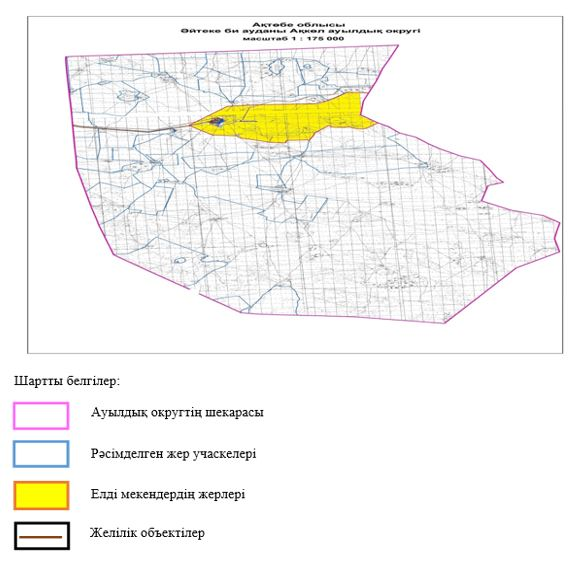 Ақтөбе облысы
Әйтеке би ауданы Ақкөл ауылдық округі
масштаб 1 : 175 000
Шартты белгілер:
Ауылдық округтің шекарасы
Рәсімделген жер учаскелері
Елді мекендердің жерлері
Желілік объектілер